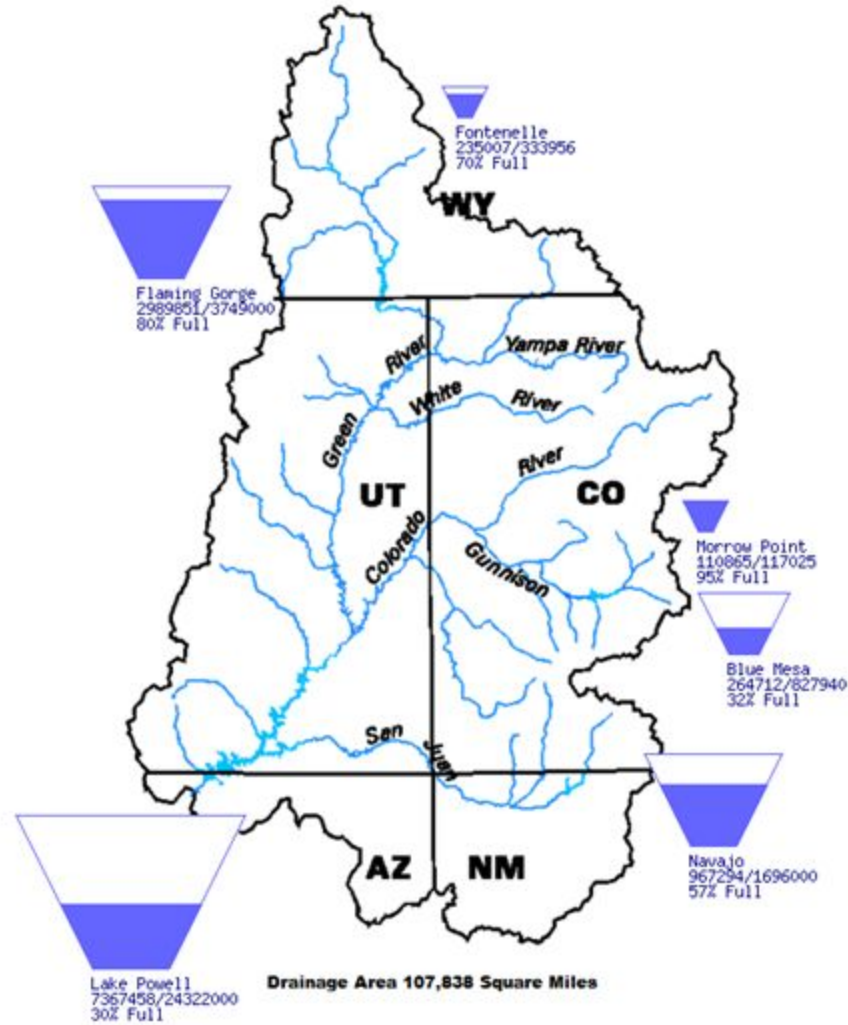 Fontenelle
235007/333956
70% Full
WY
Flaming Gorge
2989851/3749000
80% Full
Yampa River
Green River
White River
River
UT
CO
Colorado
Gunnison
Morrow Point
110865/117025
95% Full
Blue Mesa
264712/827940
32% Full
San Juan
Navajo
967294/1696000
57% Full
AZ
NM
Lake Powell
7367458/24322000
30% Full
Drainage Area 107,838 Square Miles